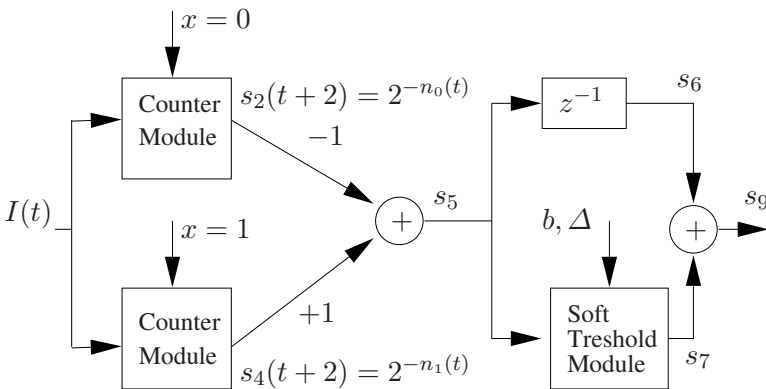 x = 0
Counter
Module
s₂(t + 2) = 2^{-n₀(t)}
−1
I(t)
x = 1
Counter
Module
+1
s₄(t + 2) = 2^{-n₁(t)}
+
s₅
z⁻¹
s₆
b, Δ
Soft
Treshold
Module
s₇
+
s₉